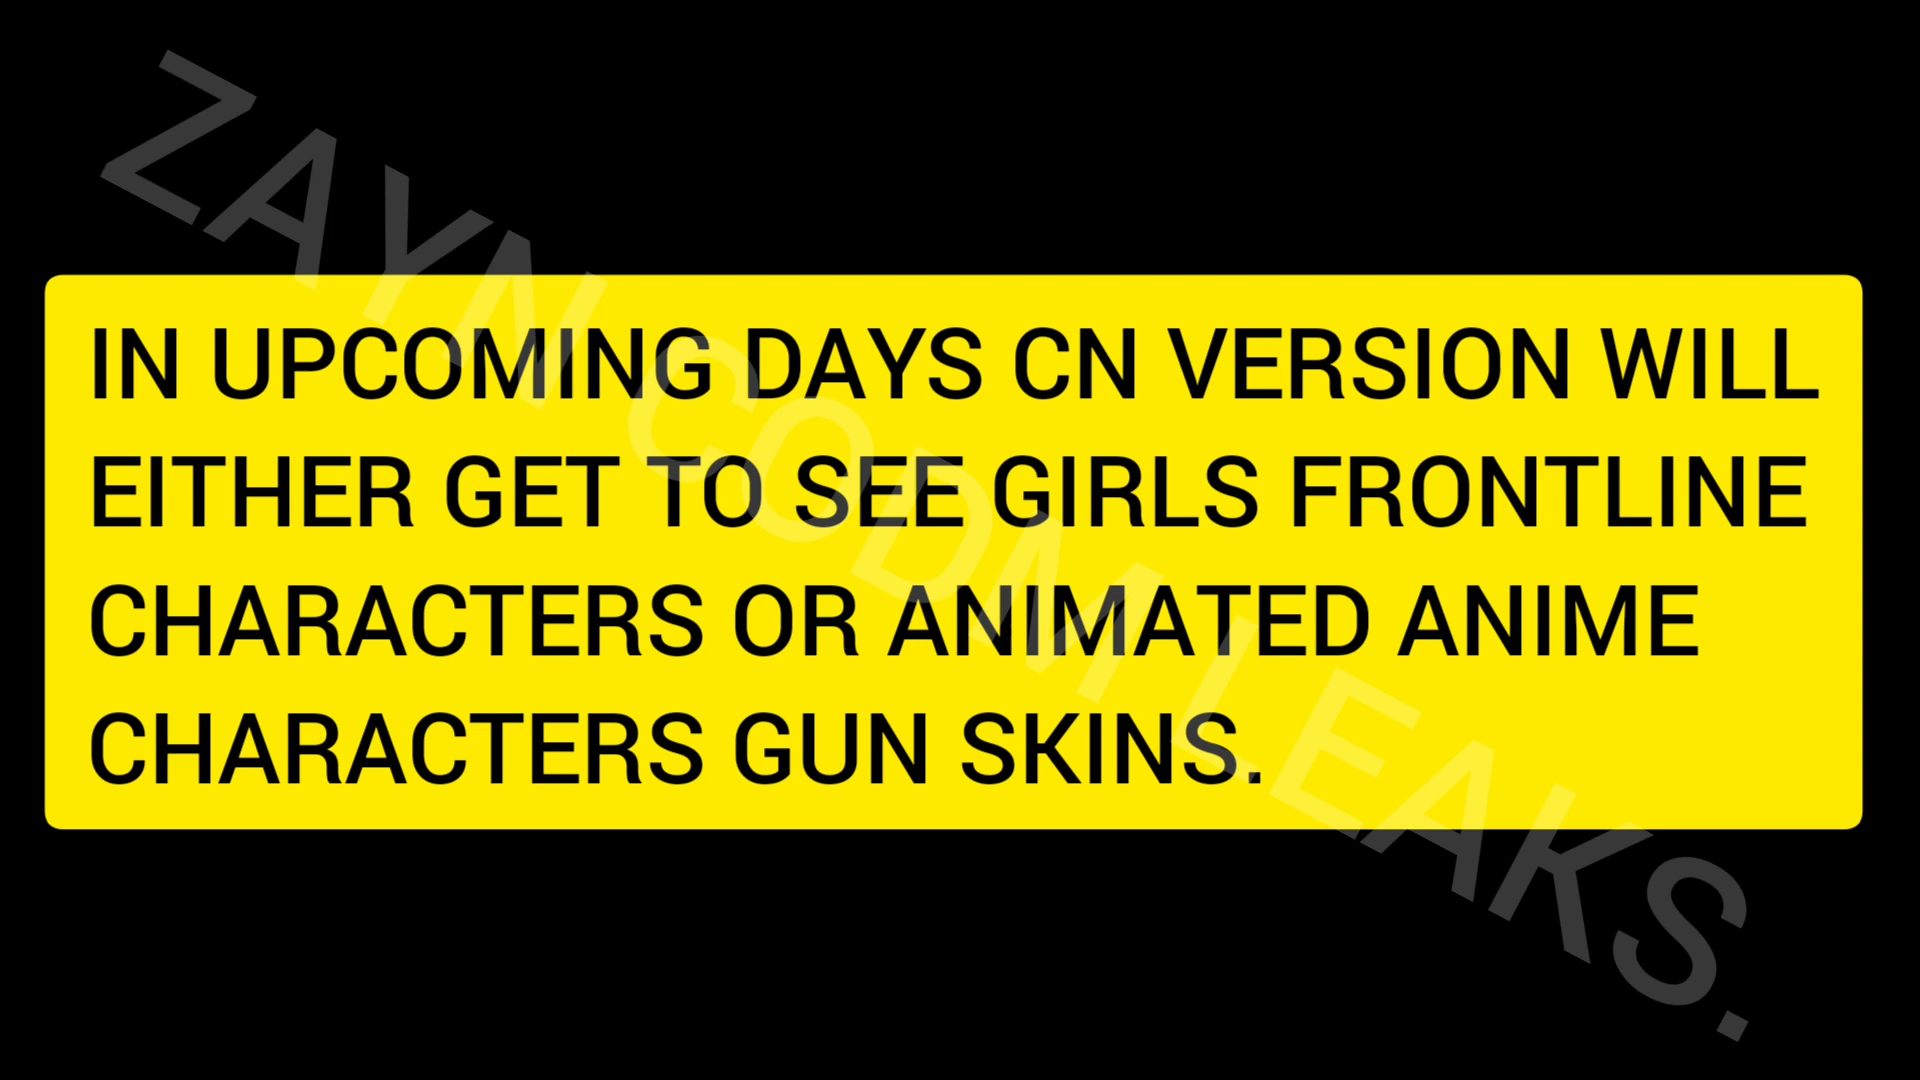 IN UPCOMING DAYS CN VERSION WILL
EITHER GET TO SEE GIRLS FRONTLINE
CHARACTERS OR ANIMATED ANIME
CHARACTERS GUN SKINS.
ZAYN CODM LEAKS.